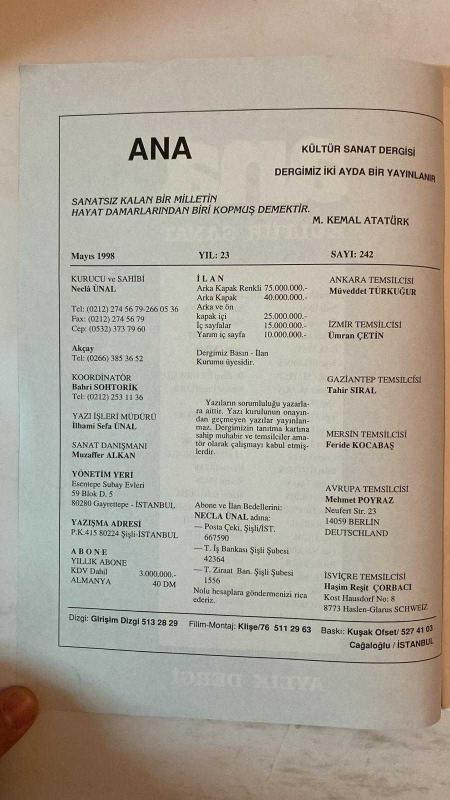 ANA
KÜLTÜR SANAT DERGİSİ
DERGİMİZ İKİ AYDA BİR YAYINLANIR
SANATSIZ KALAN BİR MİLLETİN
HAYAT DAMARLARINDAN BİRİ KOPMUŞ DEMEKTİR.
M. KEMAL ATATÜRK
Mayıs 1998 YIL: 23 SAYI: 242
KURUCU ve SAHİBİ
Neclâ ÜNAL
Tel: (0212) 274 56 79-266 05 36
Fax: (0212) 274 56 79
Cep: (0532) 373 79 60
Akçay
Tel: (0266) 385 36 52
KOORDİNATÖR
Bahri SOHTORİK
Tel: (0212) 253 11 36
YAZI İŞLERİ MÜDÜRÜ
İlhami Sefa ÜNAL
SANAT DANIŞMANI
Muzaffer ALKAN
YÖNETİM YERİ
Esentepe Subay Evleri
59 Blok D. 5
80280 Gayrettepe - İSTANBUL
YAZIŞMA ADRESİ
P.K.415 80224 Şişli-İSTANBUL
A B O N E
YILLIK ABONE
KDV Dahil 3.000.000.-
ALMANYA 40 DM
İ L A N
Arka Kapak Renkli 75.000.000.-
Arka Kapak 40.000.000.-
Arka ve ön
kapak içi 25.000.000.-
İç sayfalar 15.000.000.-
Yarım iç sayfa 10.000.000.-
Dergimiz Basın - İlan
Kurumu üyesidir.
Yazıların sorumluluğu yazarla-
ra aittir. Yazı kurulunun onayın-
dan geçmeyen yazılar yayınlan-
maz. Dergimizin tanıtma kartına
sahip muhabir ve temsilciler ama-
tör olarak çalışmayı kabul etmiş-
lerdir.
Abone ve İlan Bedellerini:
NECLA ÜNAL adına:
— Posta Çeki, Şişli/İST.
667590
— T. İş Bankası Şişli Şubesi
42364
— T. Ziraat Ban. Şişli Şubesi
1556
Nolu hesaplara göndermenizi rica
ederiz.
ANKARA TEMSİLCİSİ
Müveddet TÜRKUĞUR
İZMİR TEMSİLCİSİ
Ümran ÇETİN
GAZİANTEP TEMSİLCİSİ
Tahir SIRAL
MERSİN TEMSİLCİSİ
Feride KOCABAŞ
AVRUPA TEMSİLCİSİ
Mehmet POYRAZ
Neufert Str. 23
14059 BERLİN
DEUTSCHLAND
İSVİÇRE TEMSİLCİSİ
Haşim Reşit ÇORBACI
Kost Hausdorf No: 8
8773 Haslen-Glarus SCHWEİZ
Dizgi: Girişim Dizgi 513 28 29 Filim-Montaj: Klişe/76 511 29 63 Baskı: Kuşak Ofset/ 527 41 03
Cağaloğlu / İSTANBUL
AYLIK DERGİ